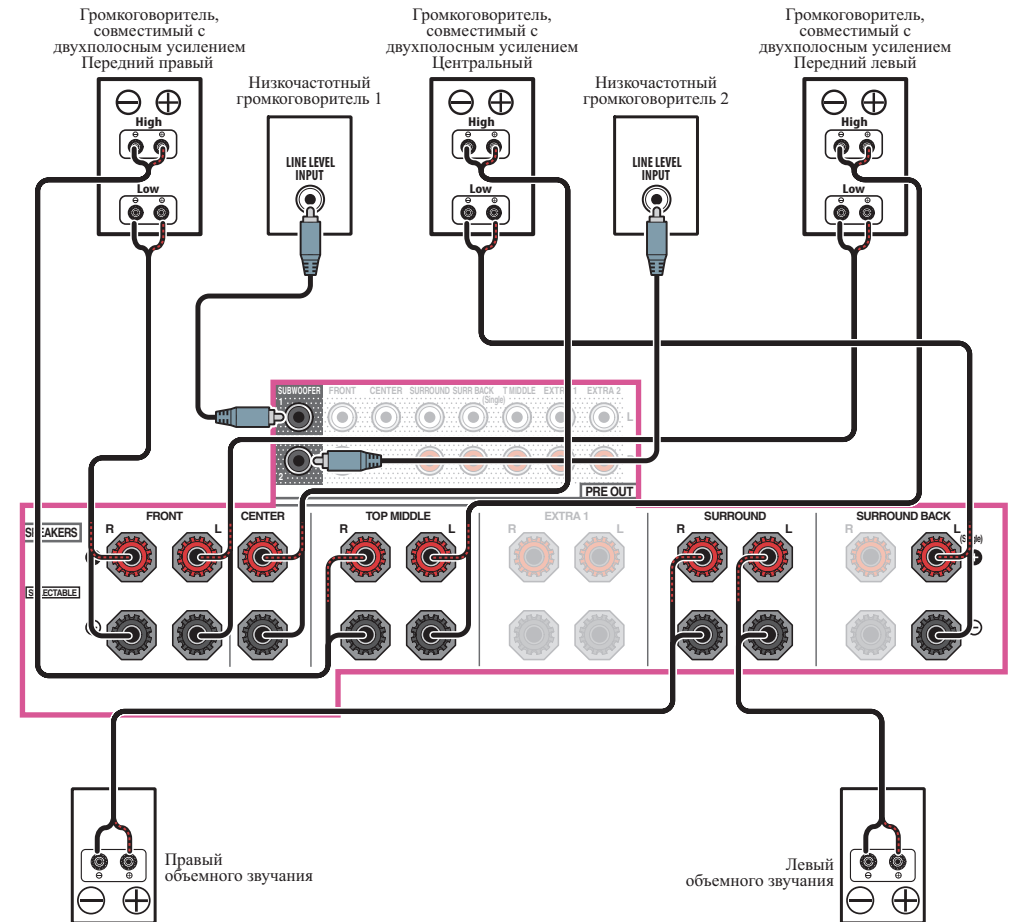 Громкоговоритель,
совместимый с
двухполосным усилением
Передний правый
Громкоговоритель,
совместимый с
двухполосным усилением
Центральный
Громкоговоритель,
совместимый с
двухполосным усилением
Передний левый
Низкочастотный
громкоговоритель 1
Низкочастотный
громкоговоритель 2
High
Low
LINE LEVEL
INPUT
High
Low
LINE LEVEL
INPUT
High
Low
SUBWOOFER FRONT CENTER SURROUND SURR BACK T MIDDLE EXTRA 1 EXTRA 2
(Single)
1
L
2
PRE OUT
SPEAKERS
FRONT CENTER TOP MIDDLE EXTRA 1 SURROUND SURROUND BACK
R L R L R L R L R L
(Single)
SELECTABLE
Правый
объемного звучания
Левый
объемного звучания